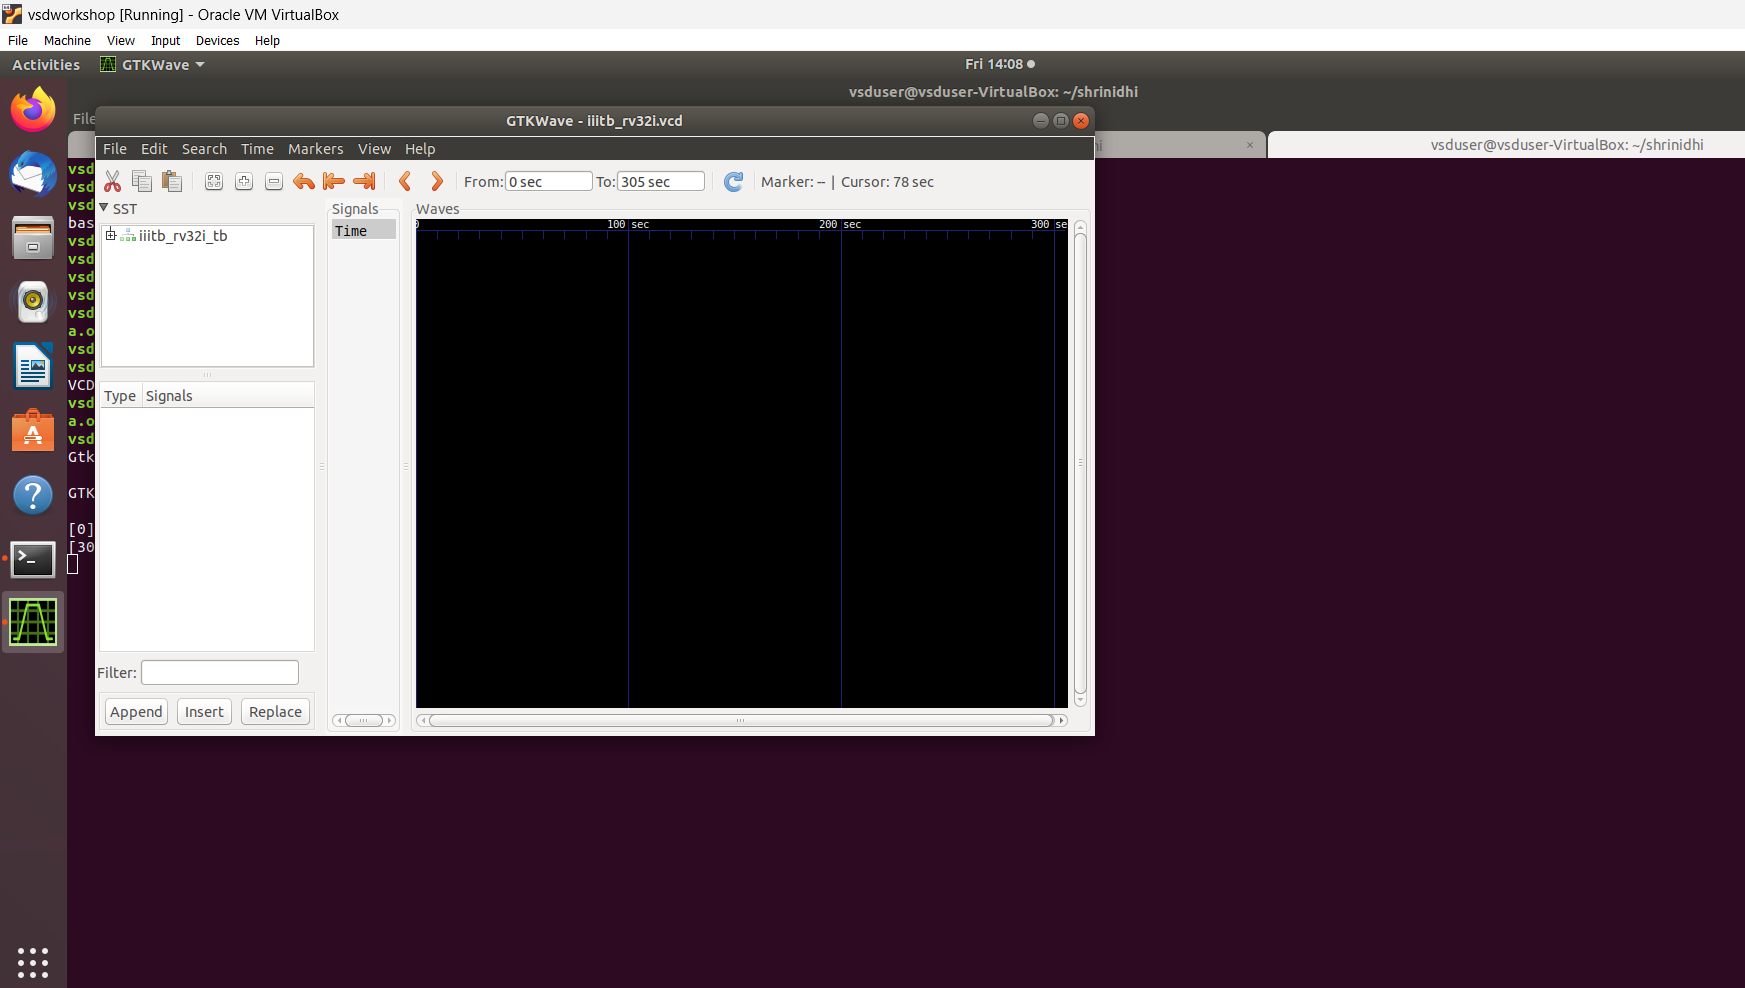 vsdworkshop [Running] - Oracle VM VirtualBox
File Machine View Input Devices Help
Activities GTKWave Fri 14:08
vsduser@vsduser-VirtualBox: ~/shrinidhi
File
vsduser@vsduser-VirtualBox: ~/shrinidhi
GTKWave - iiitb_rv32i.vcd
File Edit Search Time Markers View Help
From: 0 sec To: 305 sec Marker: -- | Cursor: 78 sec
SST
iiitb_rv32i_tb
Type Signals
Filter:
Append Insert Replace
Signals
Time
Waves
0 100 sec 200 sec 300 se
vsd
vsd
vsd
bas
vsd
vsd
vsd
vsd
vsd
a.o
vsd
vsd
VCD
vsd
a.o
vsd
Gtk
GTK
[0]
[30